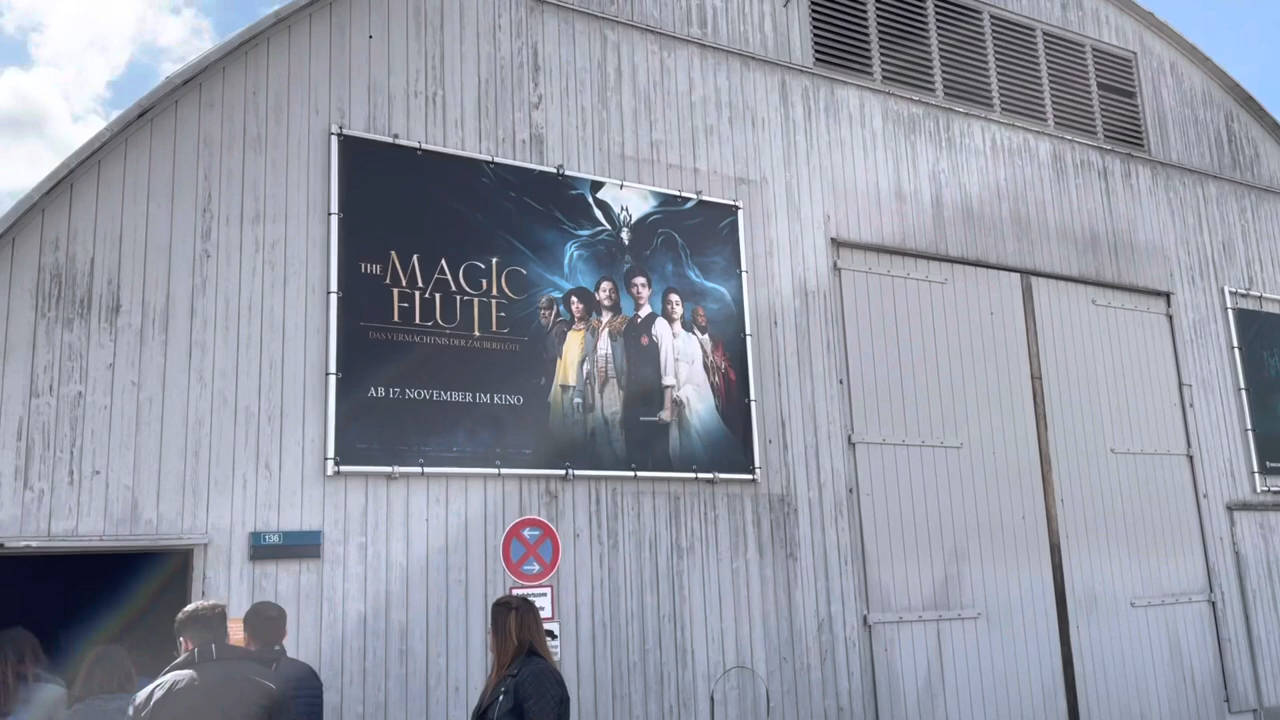 THE MAGIC
FLUTE
DAS VERMÄCHTNIS DER ZAUBERFLÖTE
AB 17. NOVEMBER IM KINO
136